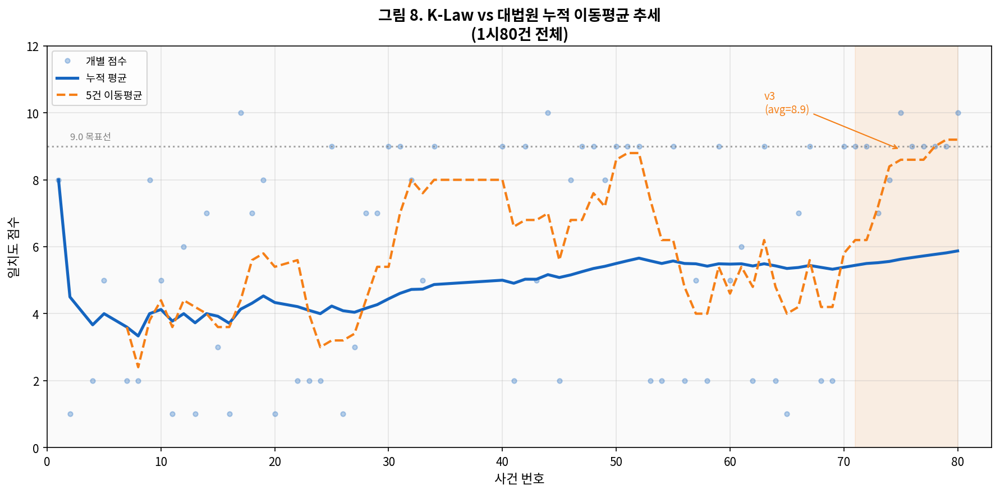 그림 8. K-Law vs 대법원 누적 이동평균 추세
(1시80건 전체)
일치도 점수
12
10
8
6
4
2
0
개별 점수
누적 평균
5건 이동평균
9.0 목표선
v3
(avg=8.9)
0 10 20 30 40 50 60 70 80
사건 번호